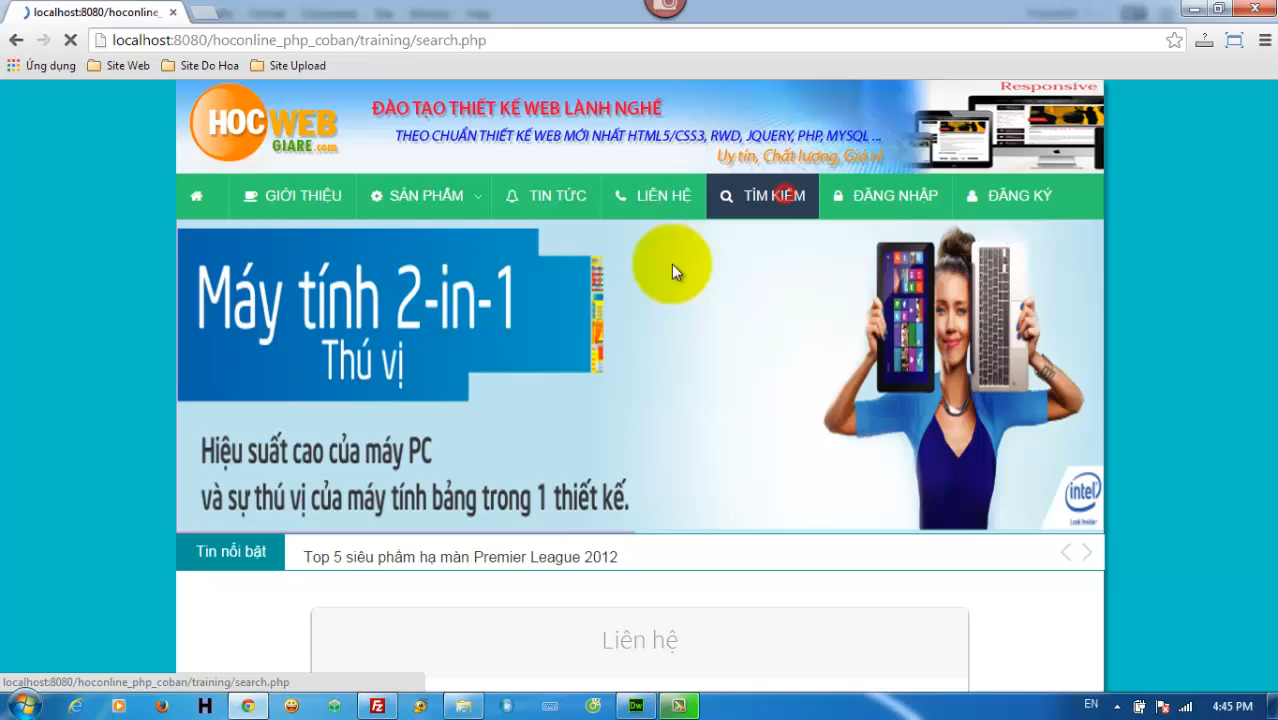 localhost:8080/hoconline_
localhost:8080/hoconline_php_coban/training/search.php
Ứng dụng Site Web Site Do Hoa Site Upload
HOCWEB
GIARE.com
ĐÀO TẠO THIẾT KẾ WEB LÀNH NGHỀ
THEO CHUẨN THIẾT KẾ WEB MỚI NHẤT HTML5/CSS3, RWD, JQUERY, PHP, MYSQL ...
Uy tín, Chất lượng, Giá rẻ
Responsive
GIỚI THIỆU SẢN PHẨM TIN TỨC LIÊN HỆ TÌM KIẾM ĐĂNG NHẬP ĐĂNG KÝ
Máy tính 2-in-1
Thú vị
Hiệu suất cao của máy PC
và sự thú vị của máy tính bảng trong 1 thiết kế.
intel
Look Inside
Tin nổi bật
Top 5 siêu phẩm hạ màn Premier League 2012
Liên hệ
localhost:8080/hoconline_php_coban/training/search.php
H
Fz
Dw
EN
4:45 PM